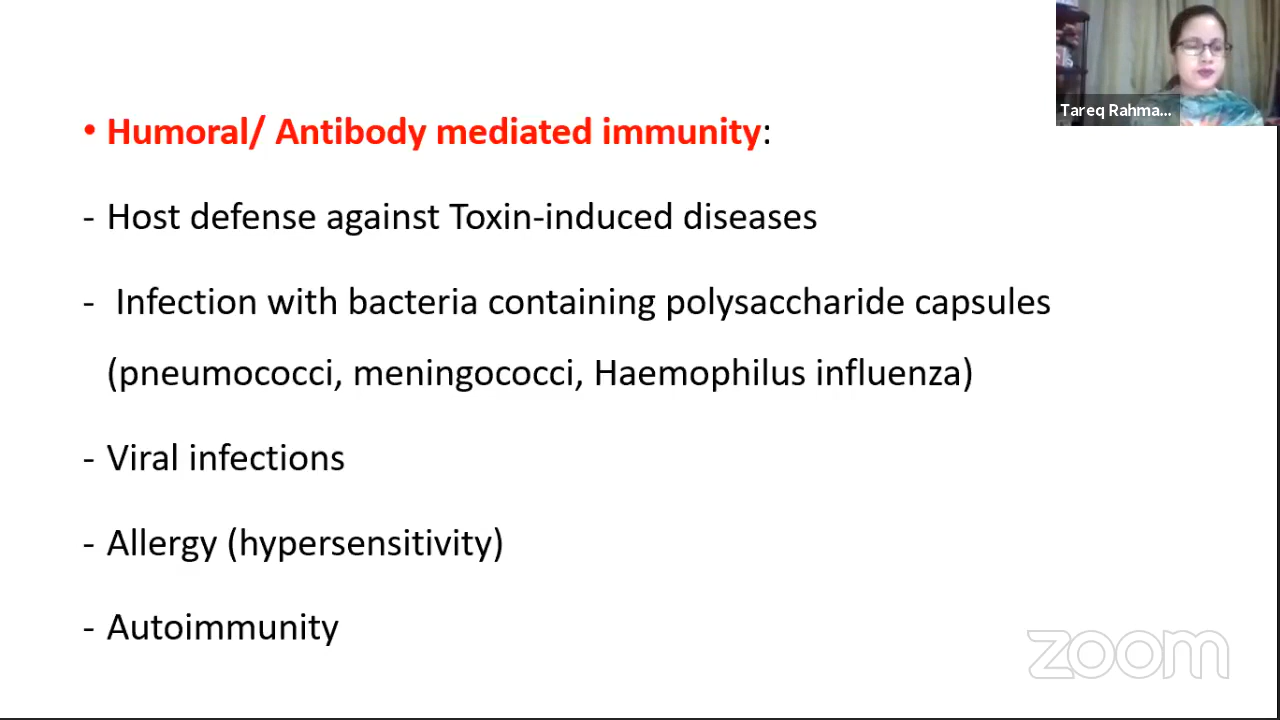 • Humoral/ Antibody mediated immunity:
- Host defense against Toxin-induced diseases
- Infection with bacteria containing polysaccharide capsules
(pneumococci, meningococci, Haemophilus influenza)
- Viral infections
- Allergy (hypersensitivity)
- Autoimmunity
Tareq Rahma...
zoom